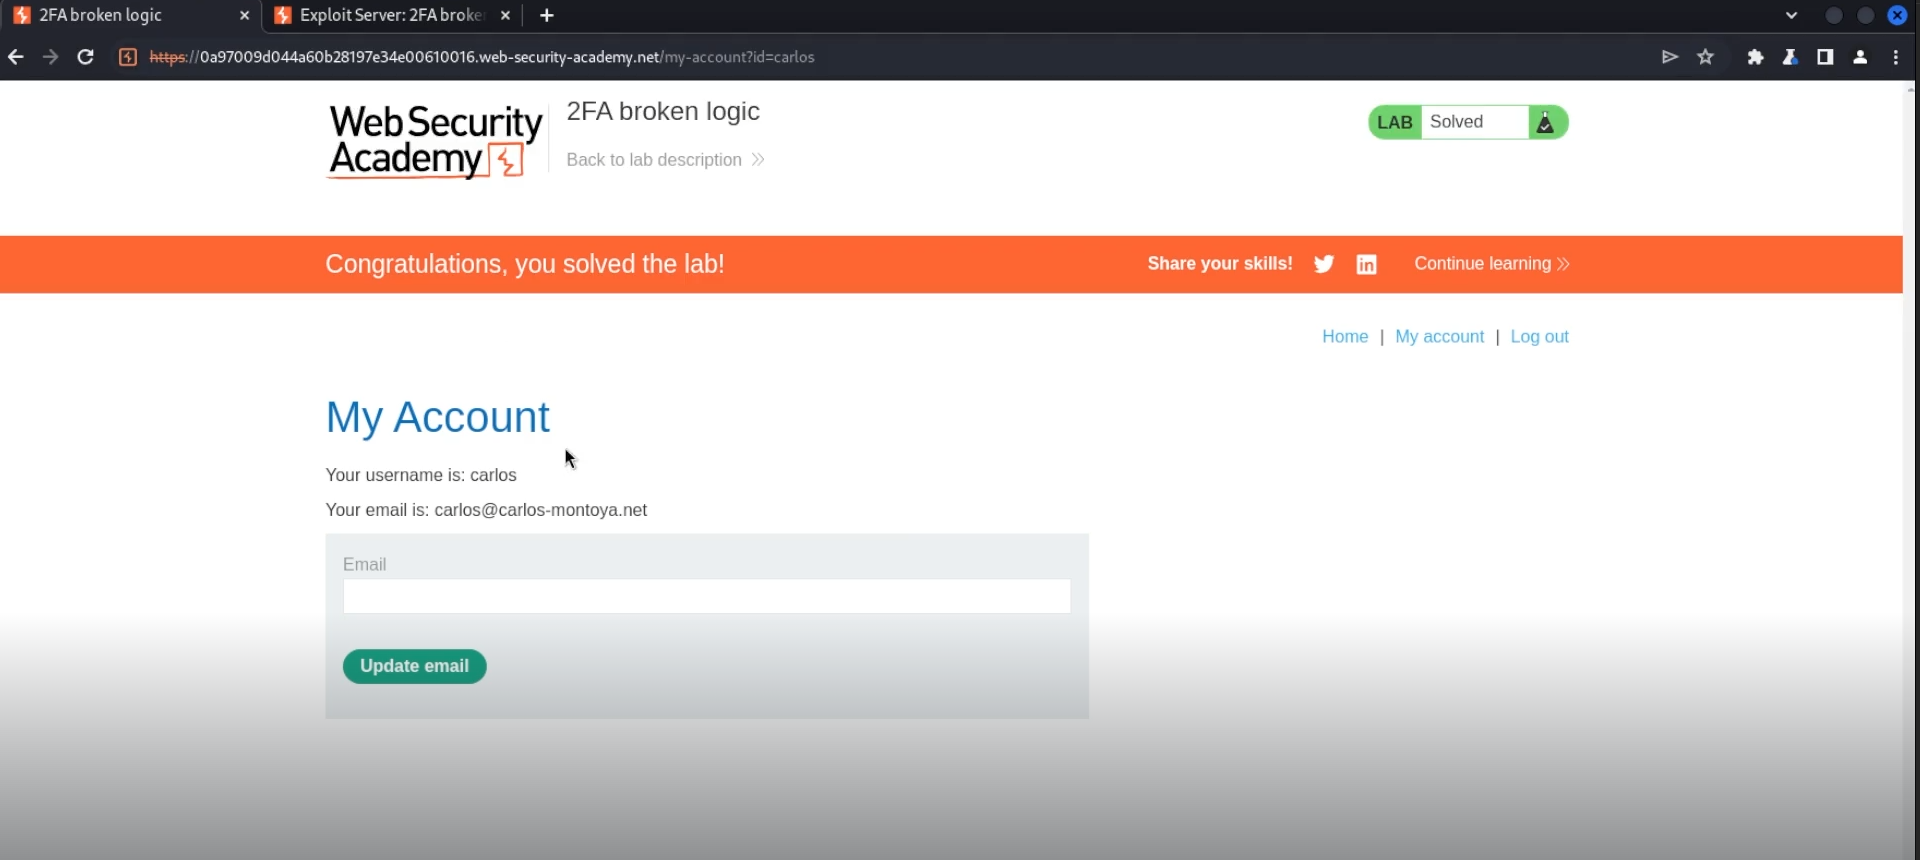 2FA broken logic
Exploit Server: 2FA broke
https://0a97009d044a60b28197e34e00610016.web-security-academy.net/my-account?id=carlos
Web Security
Academy
2FA broken logic
Back to lab description
LAB Solved
Congratulations, you solved the lab!
Share your skills!
Continue learning
Home | My account | Log out
My Account
Your username is: carlos
Your email is: carlos@carlos-montoya.net
Email
Update email